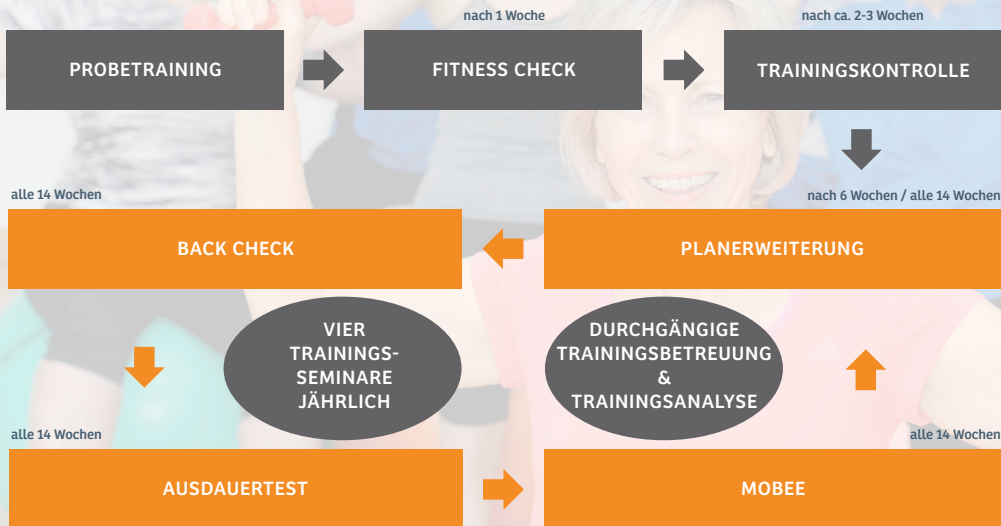 nach 1 Woche
nach ca. 2-3 Wochen
PROBETRAINING
FITNESS CHECK
TRAININGSKONTROLLE
alle 14 Wochen
nach 6 Wochen / alle 14 Wochen
BACK CHECK
PLANERWEITERUNG
VIER
TRAININGS-
SEMINARE
JÄHRLICH
DURCHGÄNGIGE
TRAININGSBETREUUNG
&
TRAININGSANALYSE
alle 14 Wochen
alle 14 Wochen
AUSDAUERTEST
MOBEE